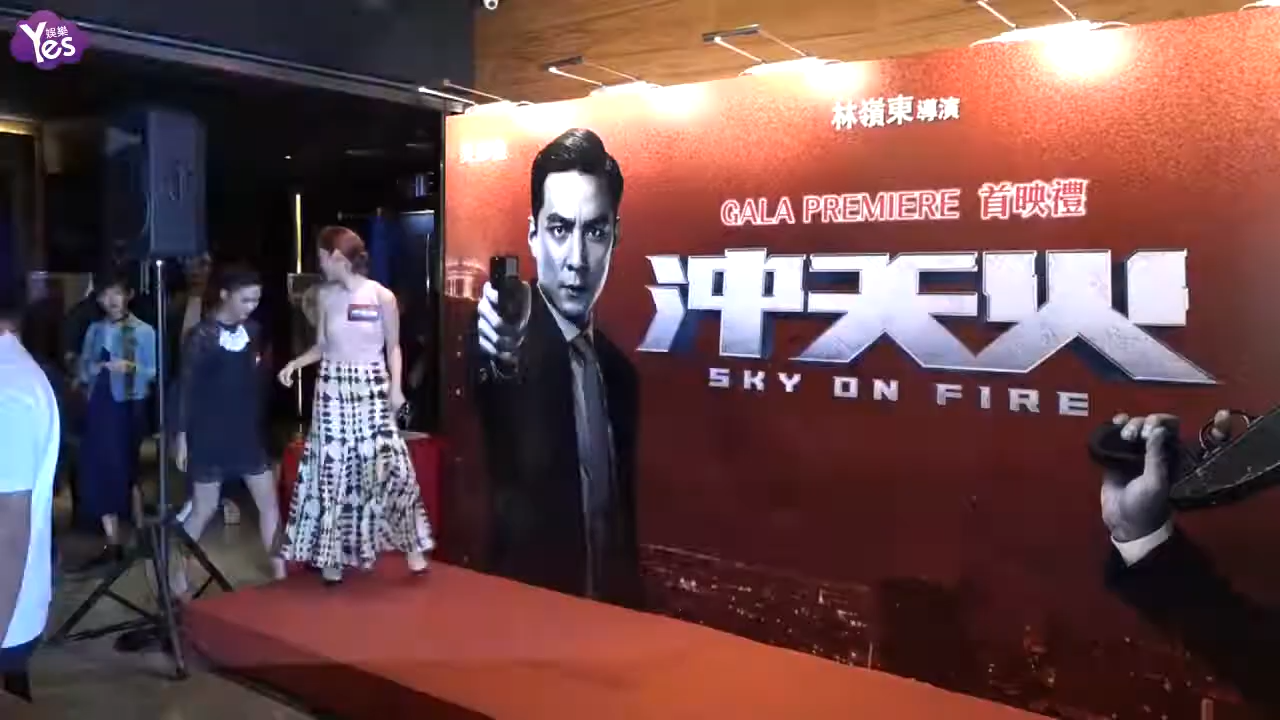 娛樂
Yes
林嶺東導演
GALA PREMIERE 首映禮
冲天火
SKY ON FIRE